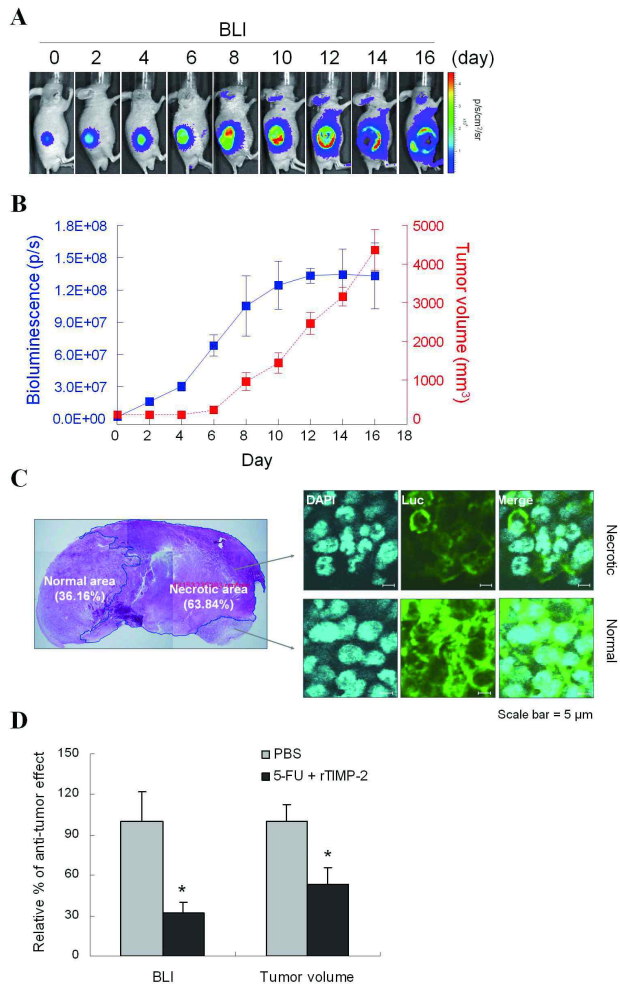 A
BLI
0 2 4 6 8 10 12 14 16 (day)
p/s/cm²/sr
B
Bioluminescence (p/s)
1.8E+08
1.5E+08
1.2E+08
9.0E+07
6.0E+07
3.0E+07
0.0E+00
5000
4000
3000
2000
1000
0
Tumor volume (mm³)
0 2 4 6 8 10 12 14 16 18
Day
C
Normal area
(36.16%)
Necrotic area
(63.84%)
DAPI Luc Merge
Necrotic
Normal
Scale bar = 5 μm
D
Relative % of anti-tumor effect
150
120
90
60
30
0
PBS
5-FU + rTIMP-2
*
*
BLI Tumor volume